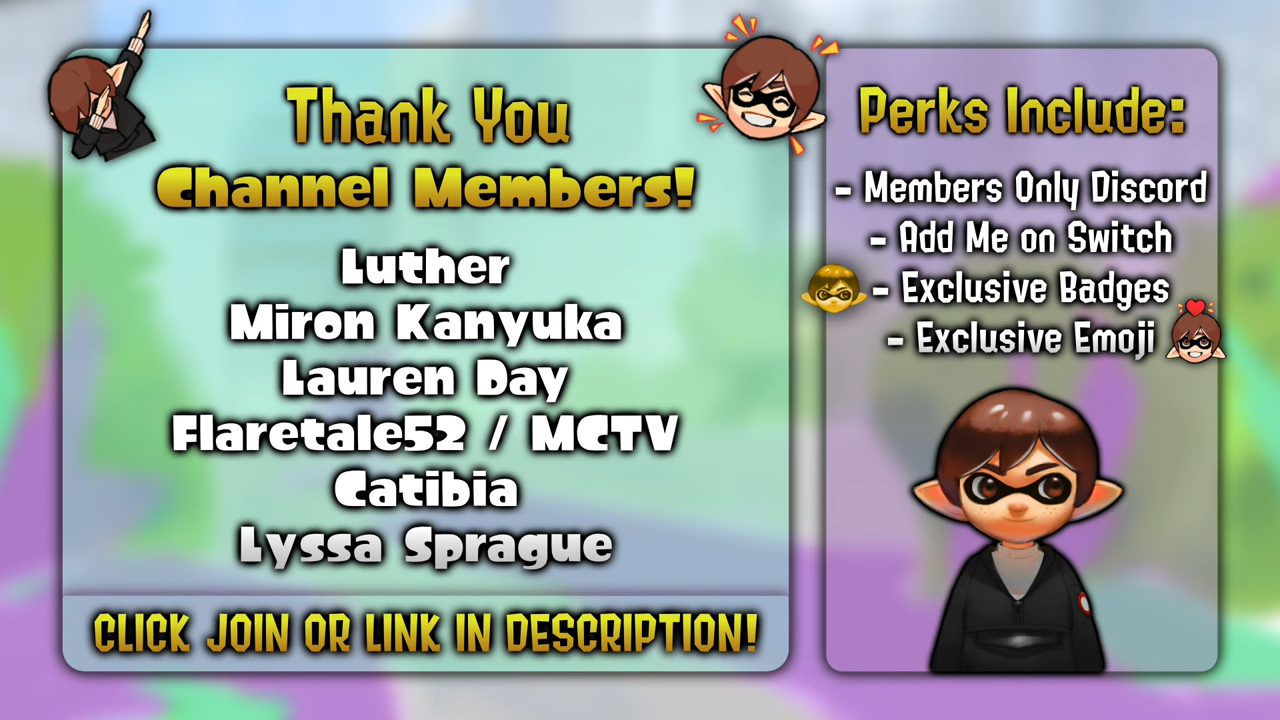 Thank You
Channel Members!
Luther
Miron Kanyuka
Lauren Day
Flaretale52 / MCTV
Catibia
Lyssa Sprague
CLICK JOIN OR LINK IN DESCRIPTION!
Perks Include:
- Members Only Discord
- Add Me on Switch
- Exclusive Badges
- Exclusive Emoji